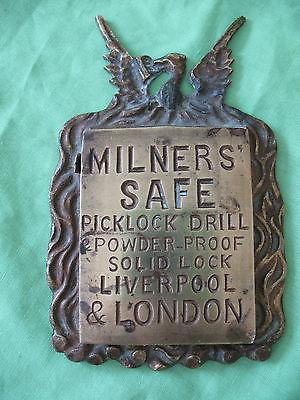 MILNERS'
SAFE
PICKLOCK DRILL
& POWDER-PROOF
SOLID LOCK
LIVERPOOL
& LONDON